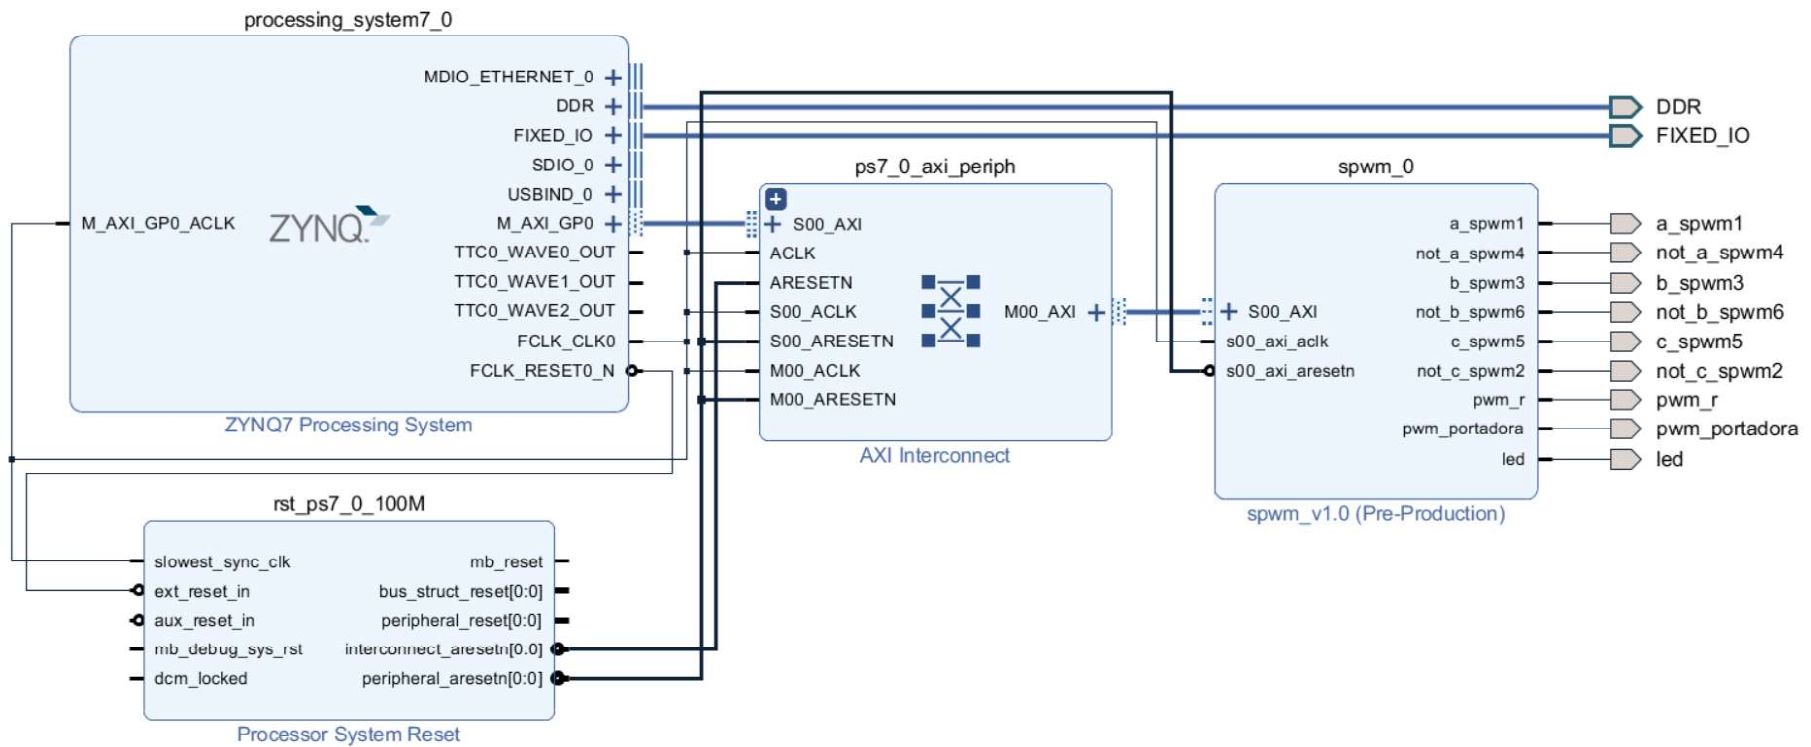 processing_system7_0
MDIO_ETHERNET_0
DDR
FIXED_IO
SDIO_0
USBIND_0
M_AXI_GP0_ACLK
ZYNQ.
M_AXI_GP0
TTC0_WAVE0_OUT
TTC0_WAVE1_OUT
TTC0_WAVE2_OUT
FCLK_CLK0
FCLK_RESET0_N
ZYNQ7 Processing System
ps7_0_axi_periph
S00_AXI
ACLK
ARESETN
S00_ACLK
S00_ARESETN
M00_ACLK
M00_ARESETN
M00_AXI
AXI Interconnect
spwm_0
S00_AXI
s00_axi_aclk
s00_axi_aresetn
a_spwm1
not_a_spwm4
b_spwm3
not_b_spwm6
c_spwm5
not_c_spwm2
pwm_r
pwm_portadora
led
spwm_v1.0 (Pre-Production)
DDR
FIXED_IO
a_spwm1
not_a_spwm4
b_spwm3
not_b_spwm6
c_spwm5
not_c_spwm2
pwm_r
pwm_portadora
led
rst_ps7_0_100M
slowest_sync_clk
ext_reset_in
aux_reset_in
mb_debug_sys_rst
dcm_locked
mb_reset
bus_struct_reset[0:0]
peripheral_reset[0:0]
interconnect_aresetn[0:0]
peripheral_aresetn[0:0]
Processor System Reset